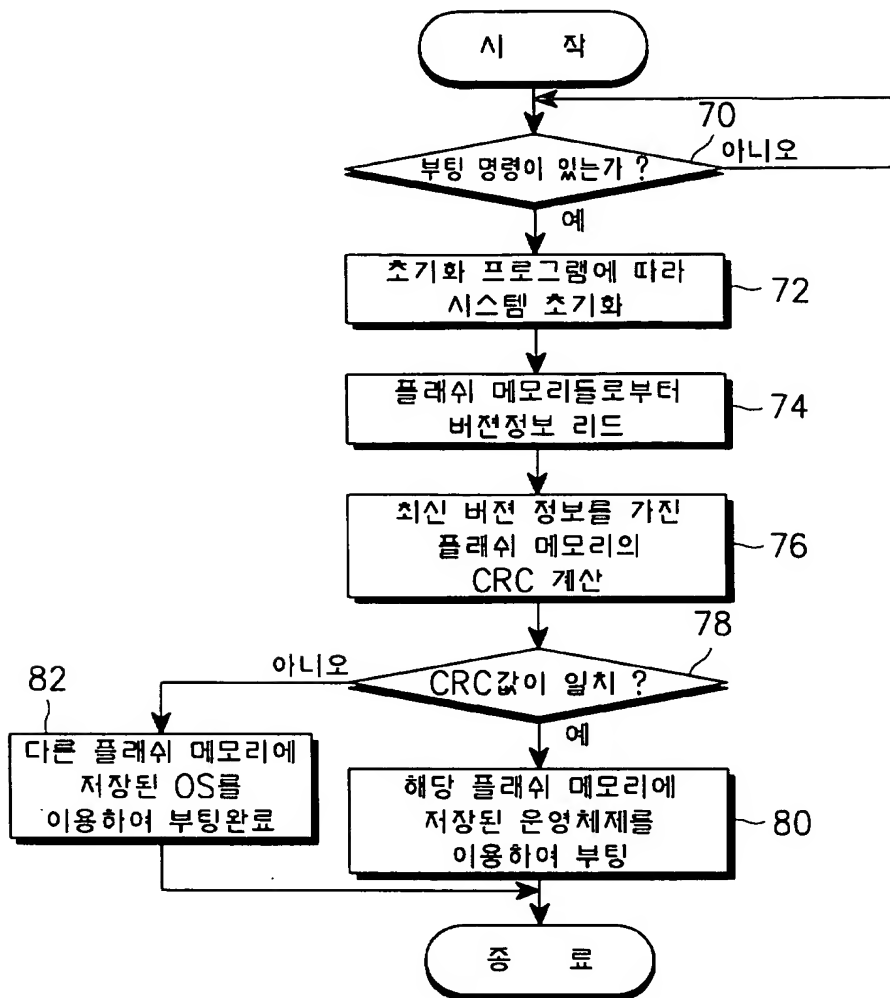 시 작
70
부팅 명령이 있는가 ?
아니오
예
초기화 프로그램에 따라
시스템 초기화
72
플래쉬 메모리들로부터
버젼정보 리드
74
최신 버젼 정보를 가진
플래쉬 메모리의
CRC 계산
76
78
CRC값이 일치 ?
아니오
예
82
다른 플래쉬 메모리에
저장된 OS를
이용하여 부팅완료
해당 플래쉬 메모리에
저장된 운영체제를
이용하여 부팅
80
종 료